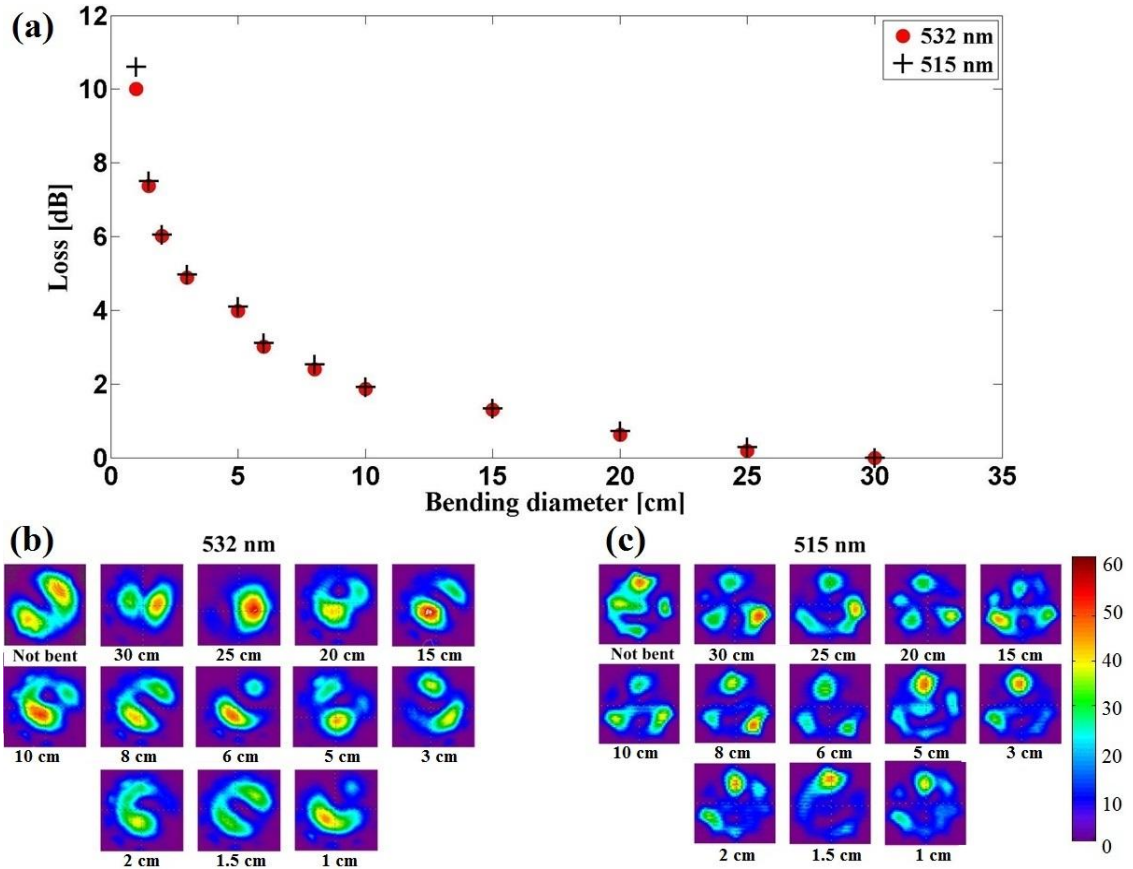 (a)
12
10
8
6
4
2
0
Loss [dB]
532 nm
515 nm
0 5 10 15 20 25 30 35
Bending diameter [cm]
(b)
532 nm
Not bent 30 cm 25 cm 20 cm 15 cm
10 cm 8 cm 6 cm 5 cm 3 cm
2 cm 1.5 cm 1 cm
(c)
515 nm
Not bent 30 cm 25 cm 20 cm 15 cm
10 cm 8 cm 6 cm 5 cm 3 cm
2 cm 1.5 cm 1 cm
60
50
40
30
20
10
0